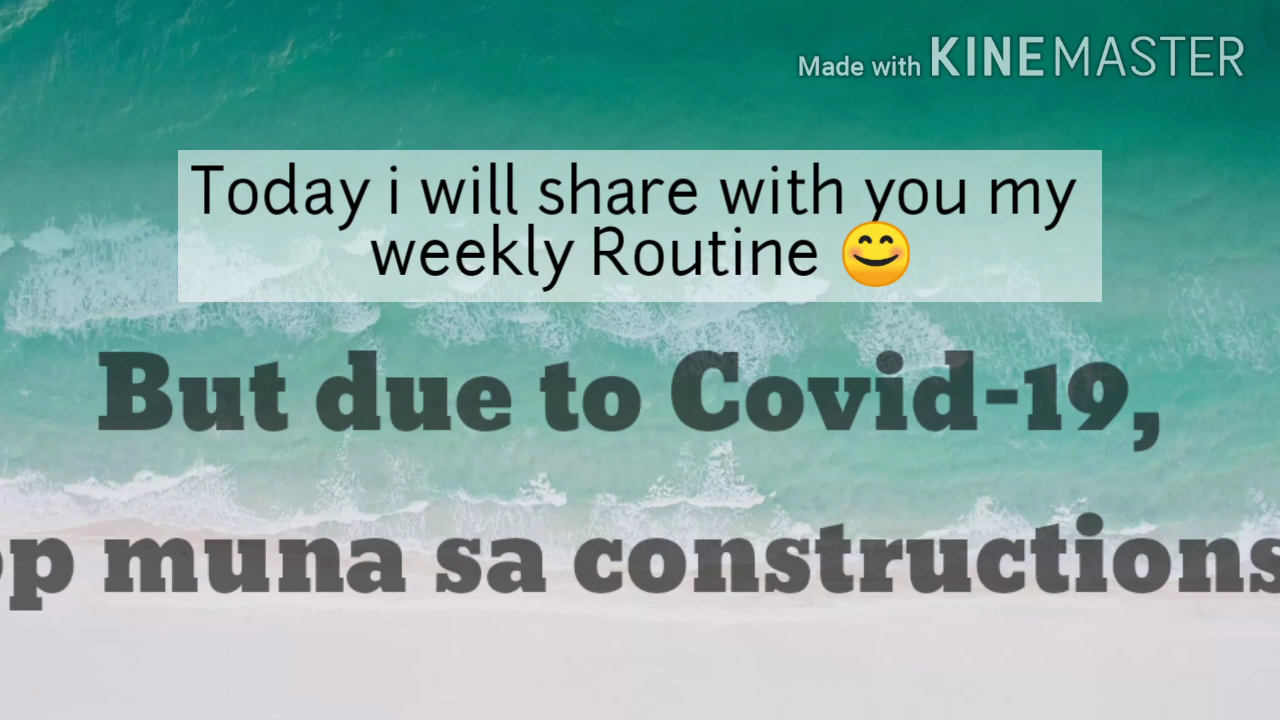 Made with KINEMASTER
Today i will share with you my
weekly Routine 😊
But due to Covid-19,
muna sa constructions